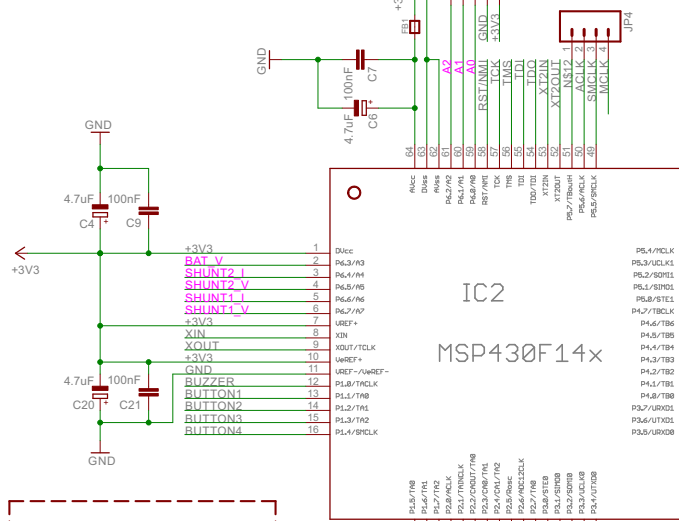 +3
FB1
GND
+3V3
JP4
GND
100nF
C7
4.7uF
C6
A2
A1
A0
RST/NMI
TCK
TMS
TDI
TDO
XT2IN
XT2OUT
N$12
ACLK
SMCLK
MCLK
1
2
3
4
64
63
62
61
60
59
58
57
56
55
54
53
52
51
50
49
AVcc
DVss
AVss
P6.2/A2
P6.1/A1
P6.0/A0
RST/NMI
TCK
TMS
TDI
TDO/TDI
XT2IN
XT2OUT
P5.7/TBoutH
P5.6/ACLK
P5.5/SMCLK
GND
4.7uF
100nF
C4
C9
+3V3
+3V3 1 DVcc
BAT_V 2 P6.3/A3
SHUNT2_I 3 P6.4/A4
SHUNT2_V 4 P6.5/A5
SHUNT1_I 5 P6.6/A6
SHUNT1_V 6 P6.7/A7
+3V3 7 VREF+
XIN 8 XIN
XOUT 9 XOUT/TCLK
+3V3 10 VeREF+
GND 11 VREF-/VeREF-
BUZZER 12 P1.0/TACLK
BUTTON1 13 P1.1/TA0
BUTTON2 14 P1.2/TA1
BUTTON3 15 P1.3/TA2
BUTTON4 16 P1.4/SMCLK
4.7uF
100nF
C20
C21
GND
IC2
MSP430F14x
P5.4/MCLK
P5.3/UCLK1
P5.2/SOMI1
P5.1/SIMO1
P5.0/STE1
P4.7/TBCLK
P4.6/TB6
P4.5/TB5
P4.4/TB4
P4.3/TB3
P4.2/TB2
P4.1/TB1
P4.0/TB0
P3.7/URXD1
P3.6/UTXD1
P3.5/URXD0
P1.5/TA0
P1.6/TA1
P1.7/TA2
P2.0/ACLK
P2.1/TAINCLK
P2.2/CAOUT/TA0
P2.3/CA0/TA1
P2.4/CA1/TA2
P2.5/Rosc
P2.6/ADC12CLK
P2.7/TA0
P3.0/STE0
P3.1/SIMO0
P3.2/SOMI0
P3.3/UCLK0
P3.4/UTXD0